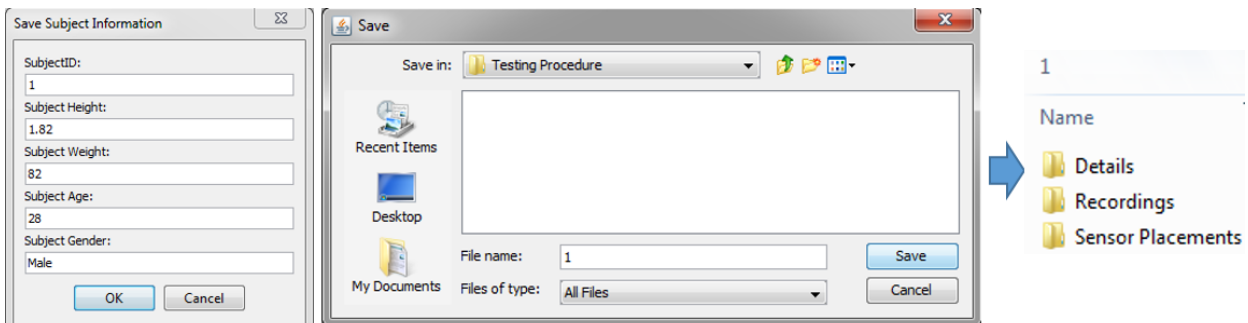 Save Subject Information
SubjectID:
1
Subject Height:
1.82
Subject Weight:
82
Subject Age:
28
Subject Gender:
Male
OK Cancel
Save
Save in: Testing Procedure
Recent Items
Desktop
My Documents
File name: 1
Save
Files of type: All Files
Cancel
1
Name
Details
Recordings
Sensor Placements